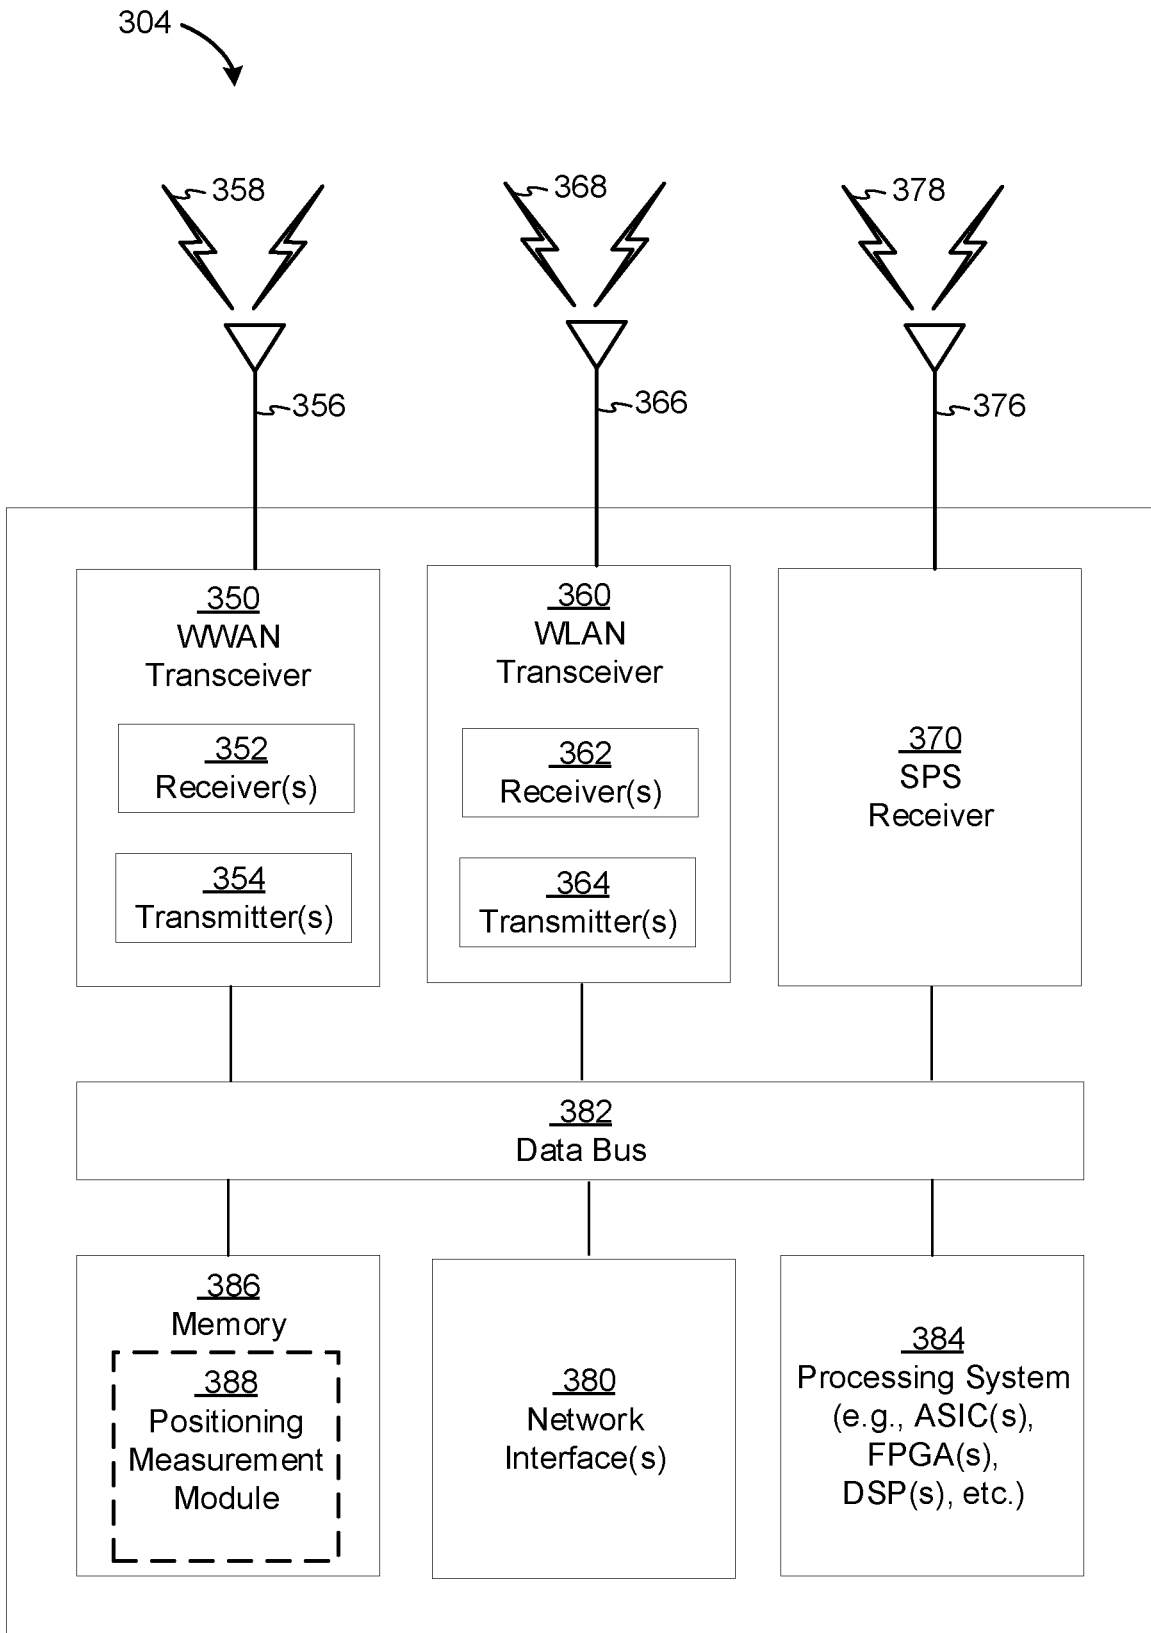 304
358
368
378
356
366
376
350
WWAN
Transceiver
352
Receiver(s)
354
Transmitter(s)
360
WLAN
Transceiver
362
Receiver(s)
364
Transmitter(s)
370
SPS
Receiver
382
Data Bus
386
Memory
388
Positioning
Measurement
Module
380
Network
Interface(s)
384
Processing System
(e.g., ASIC(s),
FPGA(s),
DSP(s), etc.)